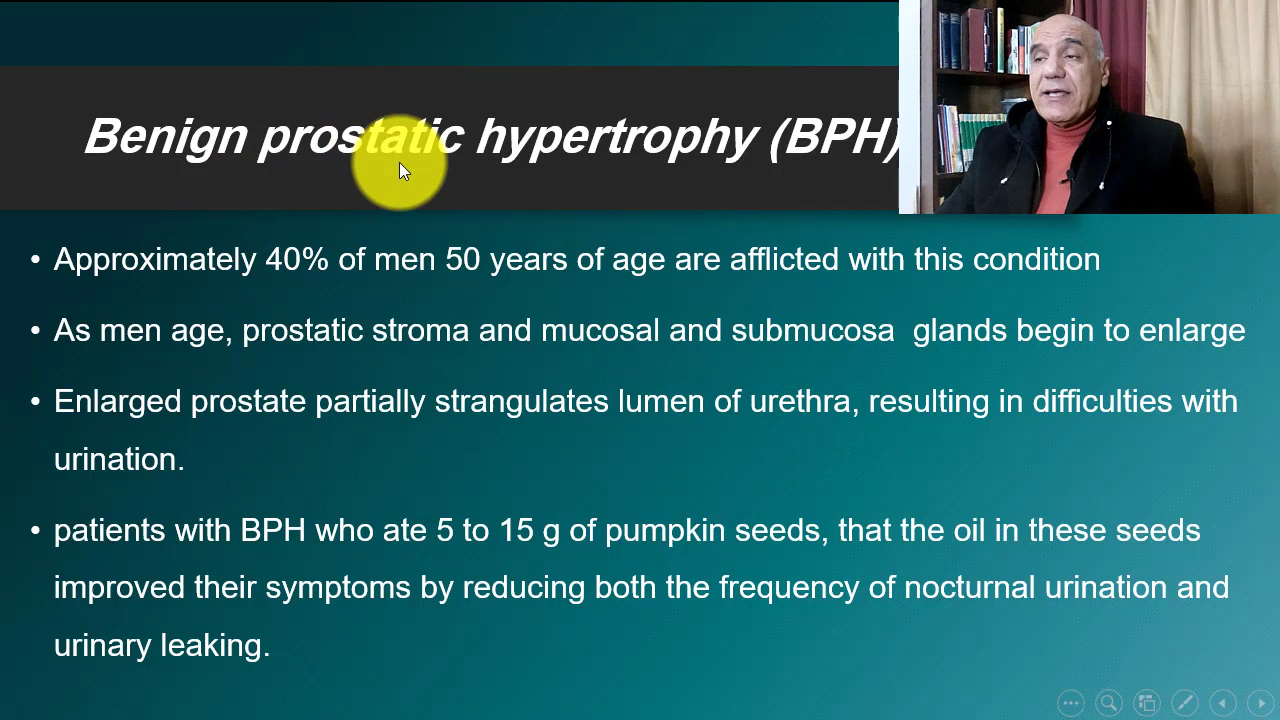 Benign prostatic hypertrophy (BPH)
• Approximately 40% of men 50 years of age are afflicted with this condition
• As men age, prostatic stroma and mucosal and submucosa glands begin to enlarge
• Enlarged prostate partially strangulates lumen of urethra, resulting in difficulties with
urination.
• patients with BPH who ate 5 to 15 g of pumpkin seeds, that the oil in these seeds
improved their symptoms by reducing both the frequency of nocturnal urination and
urinary leaking.